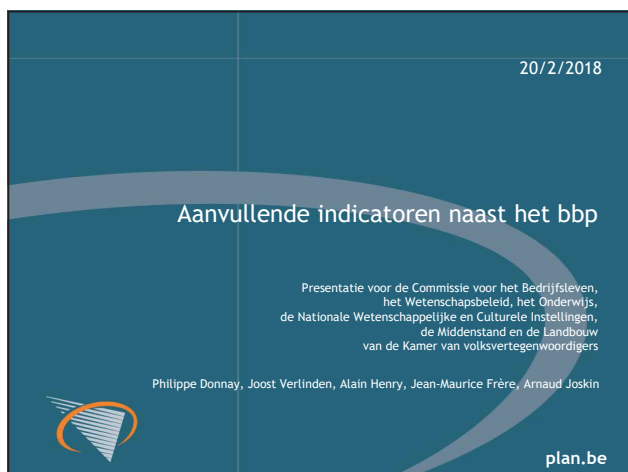 20/2/2018
Aanvullende indicatoren naast het bbp
Presentatie voor de Commissie voor het Bedrijfsleven,
het Wetenschapsbeleid, het Onderwijs,
de Nationale Wetenschappelijke en Culturele Instellingen,
de Middenstand en de Landbouw
van de Kamer van volksvertegenwoordigers
Philippe Donnay, Joost Verlinden, Alain Henry, Jean-Maurice Frère, Arnaud Joskin
plan.be